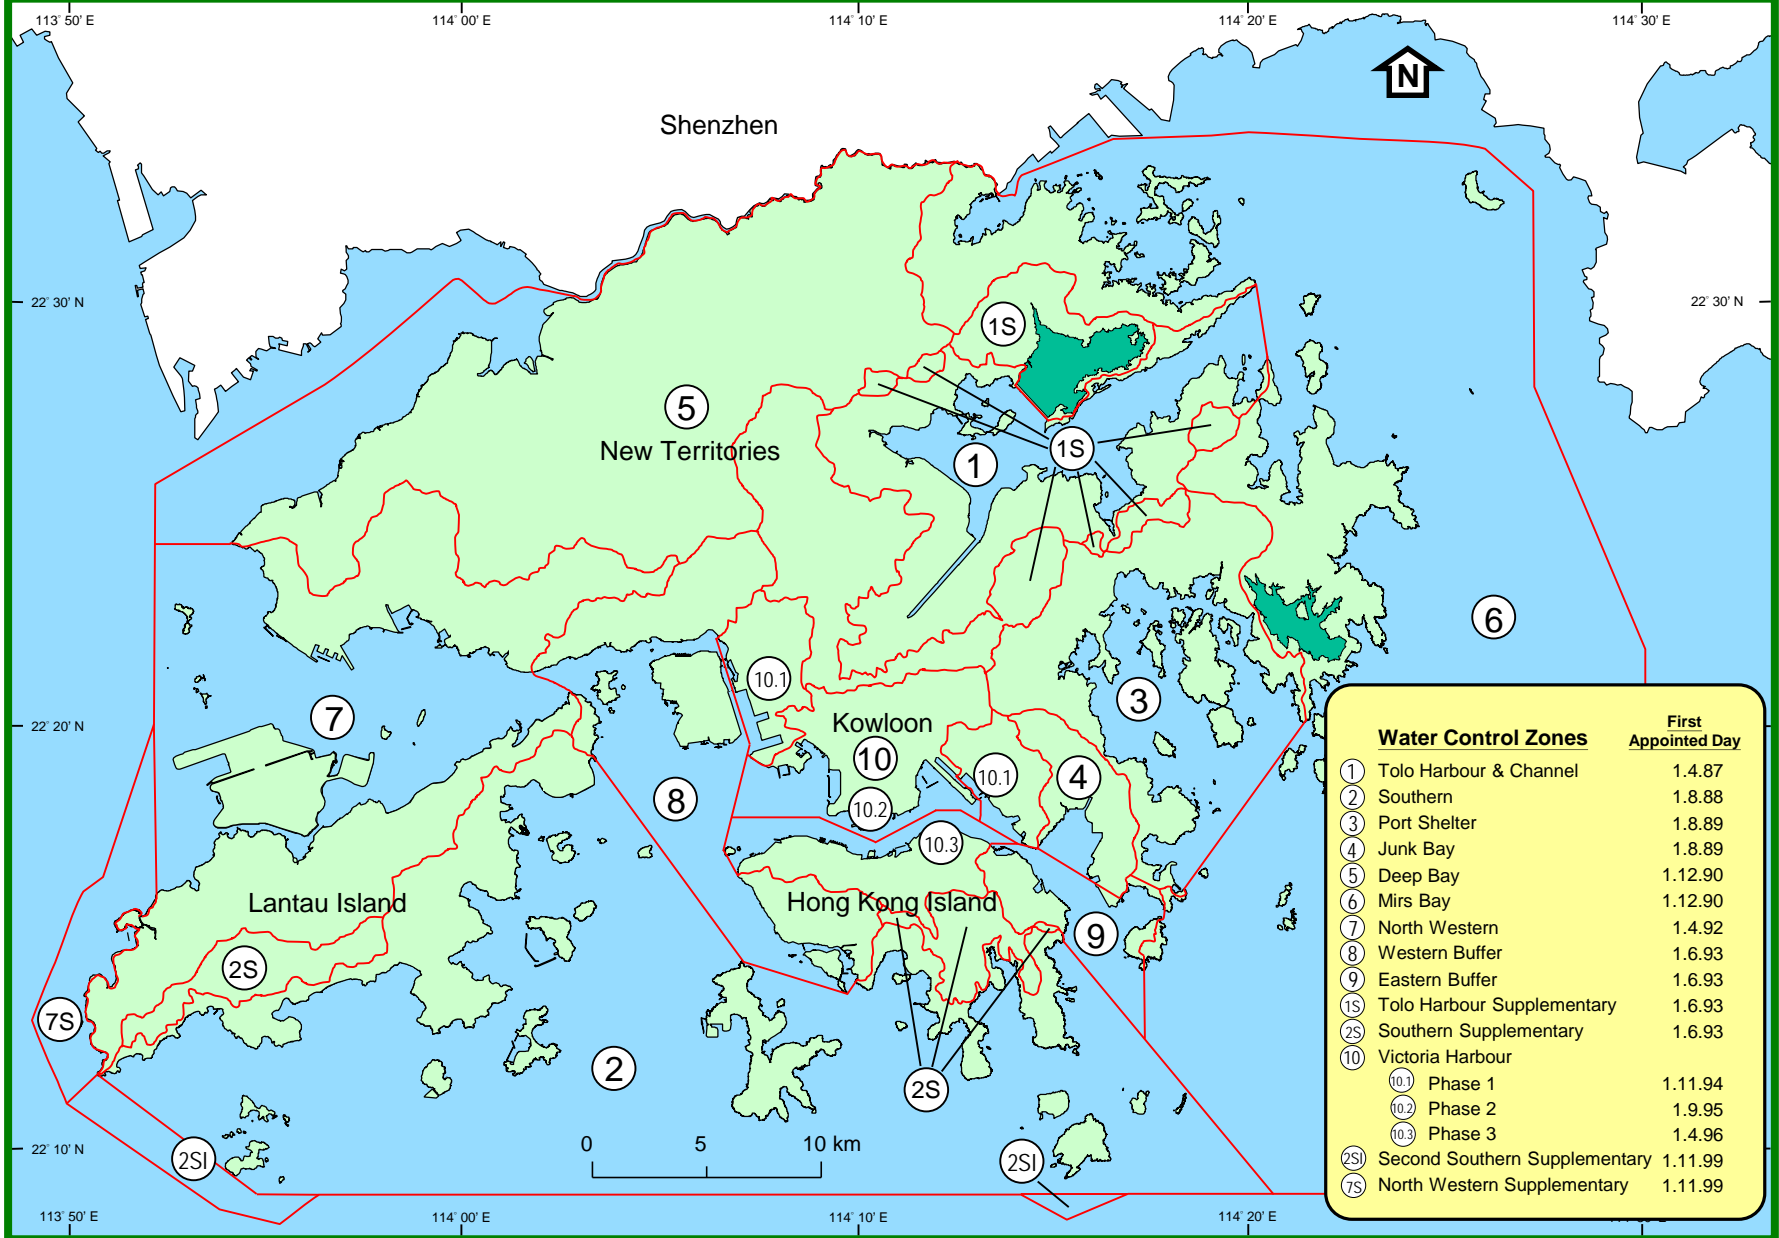 113° 50' E
114° 00' E
114° 10' E
114° 20' E
114° 30' E
N
Shenzhen
22° 30' N
22° 30' N
1S
5
New Territories
1
1S
6
10.1
3
7
Kowloon
22° 20' N
10
10.1
4
8
10.2
10.3
Lantau Island
Hong Kong Island
9
2S
7S
2
2S
0 5 10 km
22° 10' N
2SI
2SI
Water Control Zones
First
Appointed Day
1 Tolo Harbour & Channel 1.4.87
2 Southern 1.8.88
3 Port Shelter 1.8.89
4 Junk Bay 1.8.89
5 Deep Bay 1.12.90
6 Mirs Bay 1.12.90
7 North Western 1.4.92
8 Western Buffer 1.6.93
9 Eastern Buffer 1.6.93
1S Tolo Harbour Supplementary 1.6.93
2S Southern Supplementary 1.6.93
10 Victoria Harbour
10.1 Phase 1 1.11.94
10.2 Phase 2 1.9.95
10.3 Phase 3 1.4.96
2SI Second Southern Supplementary 1.11.99
7S North Western Supplementary 1.11.99
113° 50' E
114° 00' E
114° 10' E
114° 20' E